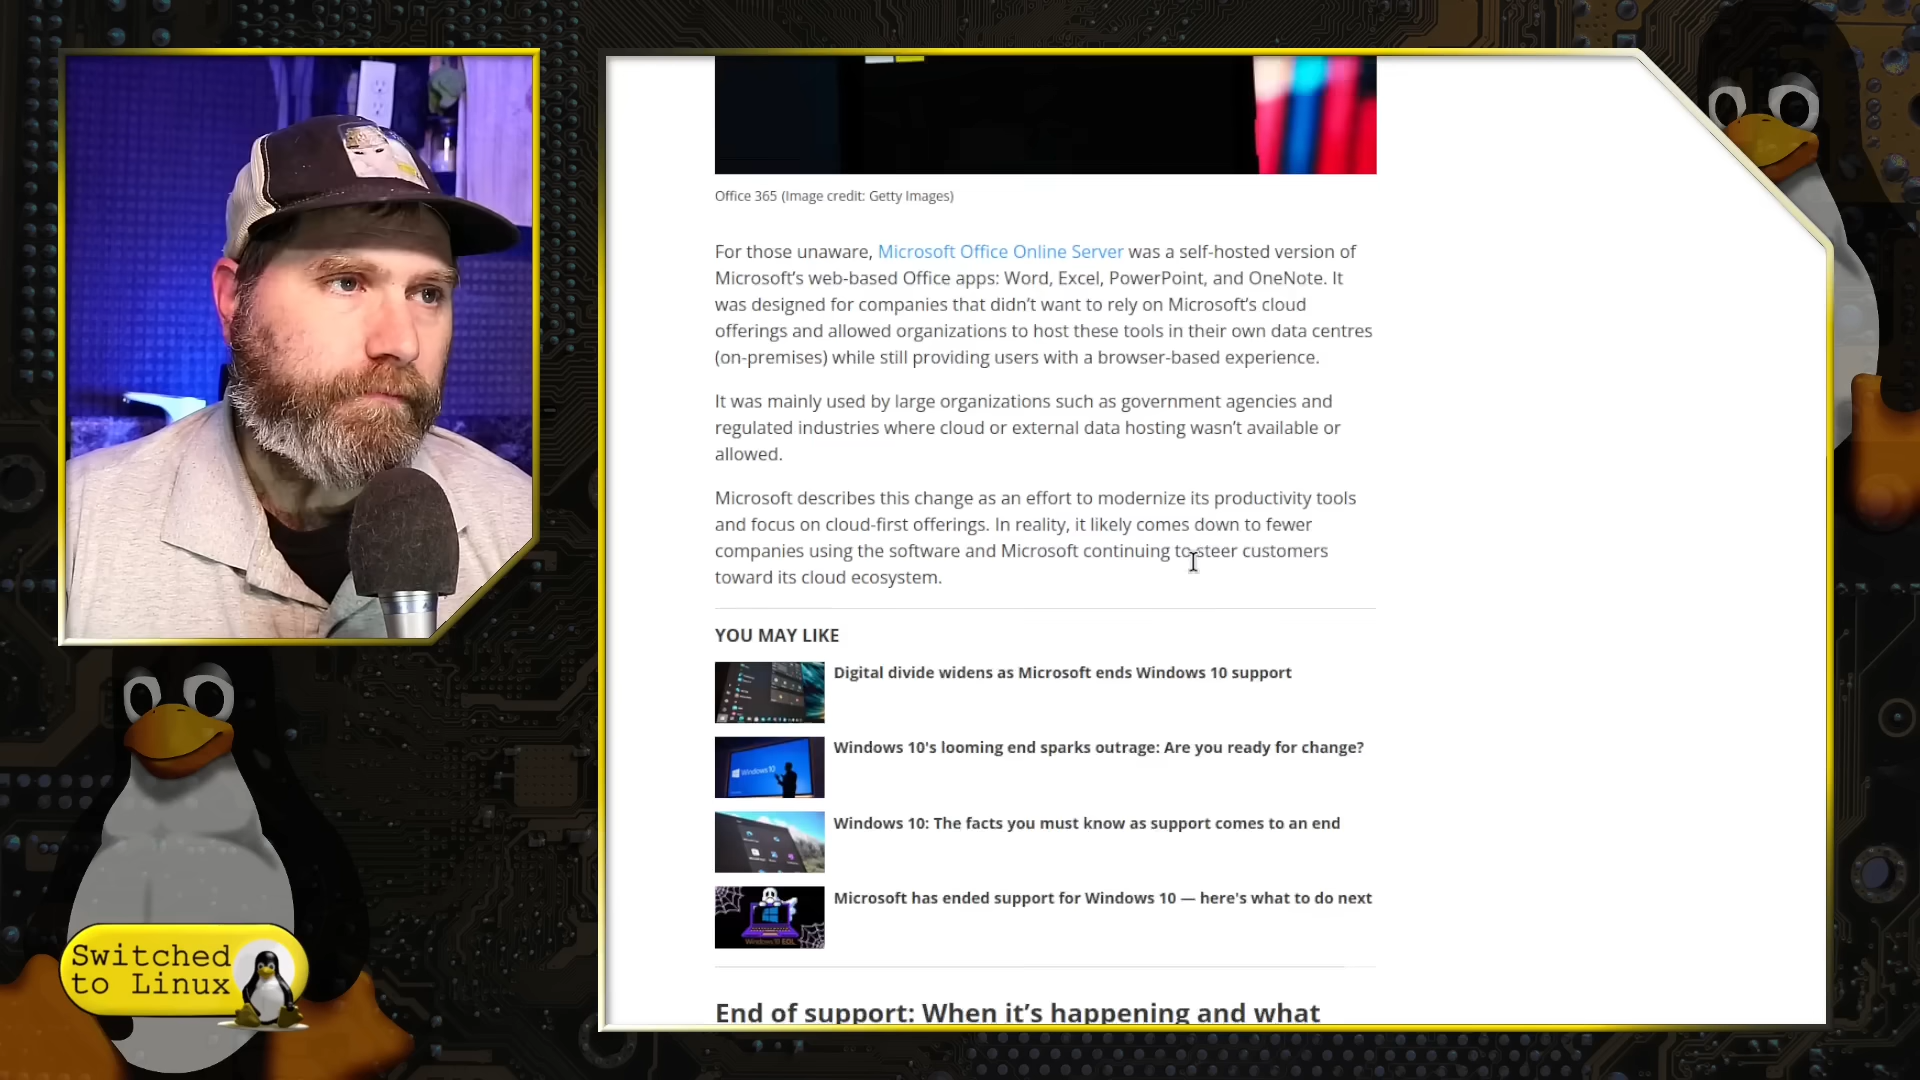 Office 365 (Image credit: Getty Images)
For those unaware, Microsoft Office Online Server was a self-hosted version of
Microsoft’s web-based Office apps: Word, Excel, PowerPoint, and OneNote. It
was designed for companies that didn’t want to rely on Microsoft’s cloud
offerings and allowed organizations to host these tools in their own data centres
(on-premises) while still providing users with a browser-based experience.
It was mainly used by large organizations such as government agencies and
regulated industries where cloud or external data hosting wasn’t available or
allowed.
Microsoft describes this change as an effort to modernize its productivity tools
and focus on cloud-first offerings. In reality, it likely comes down to fewer
companies using the software and Microsoft continuing to steer customers
toward its cloud ecosystem.
YOU MAY LIKE
Digital divide widens as Microsoft ends Windows 10 support
Windows 10's looming end sparks outrage: Are you ready for change?
Windows 10
Windows 10: The facts you must know as support comes to an end
Microsoft has ended support for Windows 10 — here's what to do next
Windows 10 EOL
End of support: When it’s happening and what
Switched
to Linux